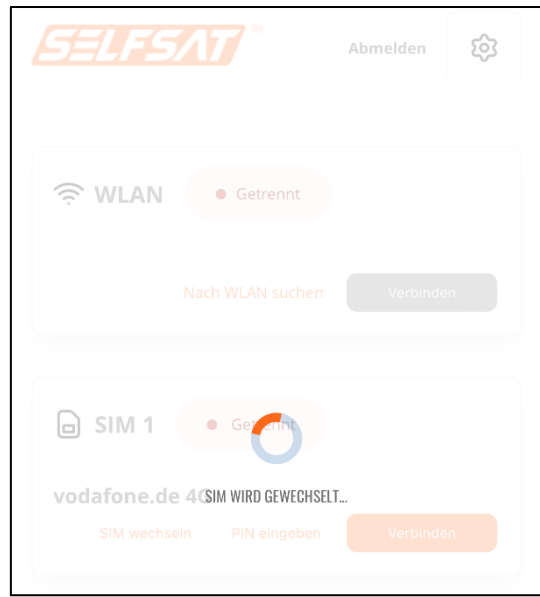 SELFSAT™
Abmelden
WLAN
Getrennt
Nach WLAN suchen
Verbinden
SIM 1
Getrennt
vodafone.de 4G
SIM WIRD GEWECHSELT...
SIM wechseln
PIN eingeben
Verbinden